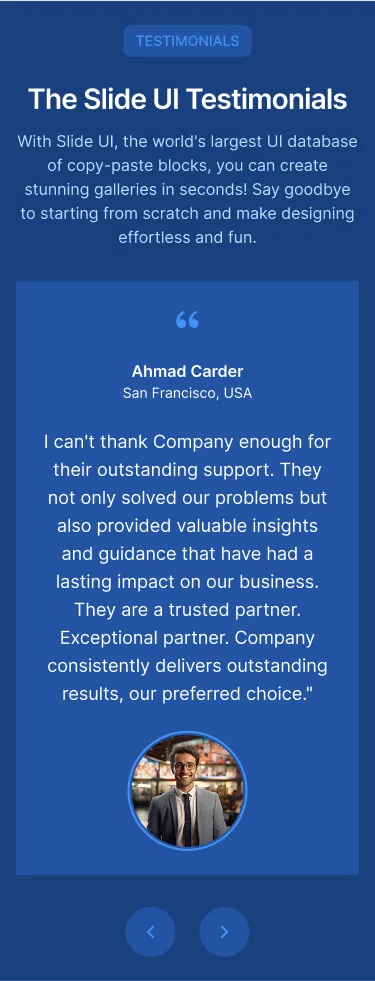 TESTIMONIALS
The Slide UI Testimonials
With Slide UI, the world's largest UI database
of copy-paste blocks, you can create
stunning galleries in seconds! Say goodbye
to starting from scratch and make designing
effortless and fun.
“
Ahmad Carder
San Francisco, USA
I can't thank Company enough for
their outstanding support. They
not only solved our problems but
also provided valuable insights
and guidance that have had a
lasting impact on our business.
They are a trusted partner.
Exceptional partner. Company
consistently delivers outstanding
results, our preferred choice."